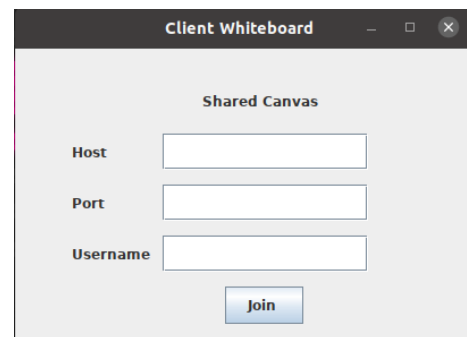 Client Whiteboard
Shared Canvas
Host
Port
Username
Join